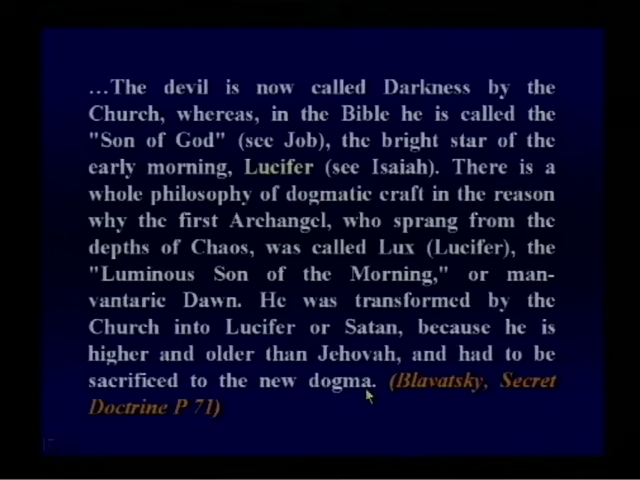 …The devil is now called Darkness by the
Church, whereas, in the Bible he is called the
"Son of God" (see Job), the bright star of the
early morning, Lucifer (see Isaiah). There is a
whole philosophy of dogmatic craft in the reason
why the first Archangel, who sprang from the
depths of Chaos, was called Lux (Lucifer), the
"Luminous Son of the Morning," or man-
vantaric Dawn. He was transformed by the
Church into Lucifer or Satan, because he is
higher and older than Jehovah, and had to be
sacrificed to the new dogma. (Blavatsky, Secret
Doctrine P 71)